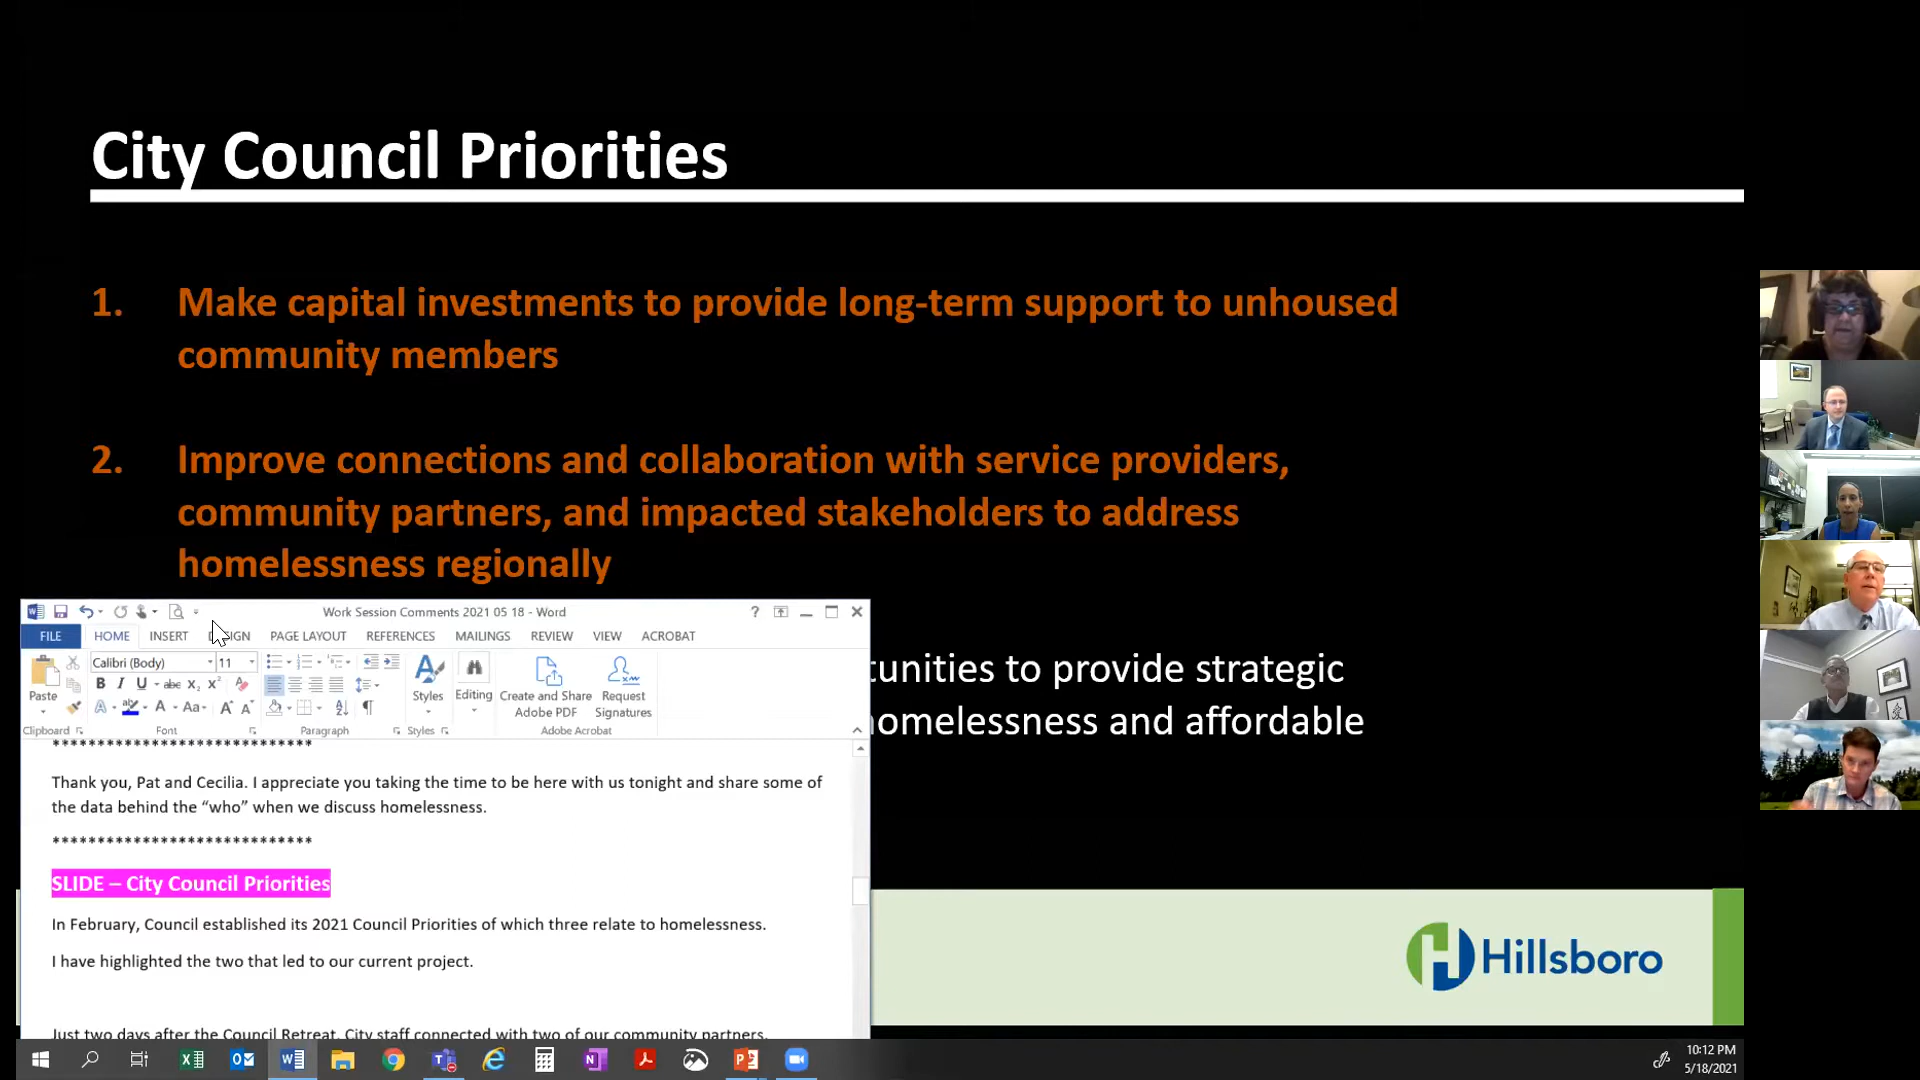 City Council Priorities
1. Make capital investments to provide long-term support to unhoused
community members
2. Improve connections and collaboration with service providers,
community partners, and impacted stakeholders to address
homelessness regionally
tunities to provide strategic
homelessness and affordable
Work Session Comments 2021 05 18 - Word
FILE HOME INSERT DESIGN PAGE LAYOUT REFERENCES MAILINGS REVIEW VIEW ACROBAT
Calibri (Body) 11
Paste
Styles
Editing
Create and Share
Adobe PDF
Request
Signatures
Clipboard Font Paragraph Styles Adobe Acrobat
*****************************
Thank you, Pat and Cecilia. I appreciate you taking the time to be here with us tonight and share some of
the data behind the “who” when we discuss homelessness.
*****************************
SLIDE – City Council Priorities
In February, Council established its 2021 Council Priorities of which three relate to homelessness.
I have highlighted the two that led to our current project.
Just two days after the Council Retreat, City staff connected with two of our community partners,
Hillsboro
10:12 PM
5/18/2021